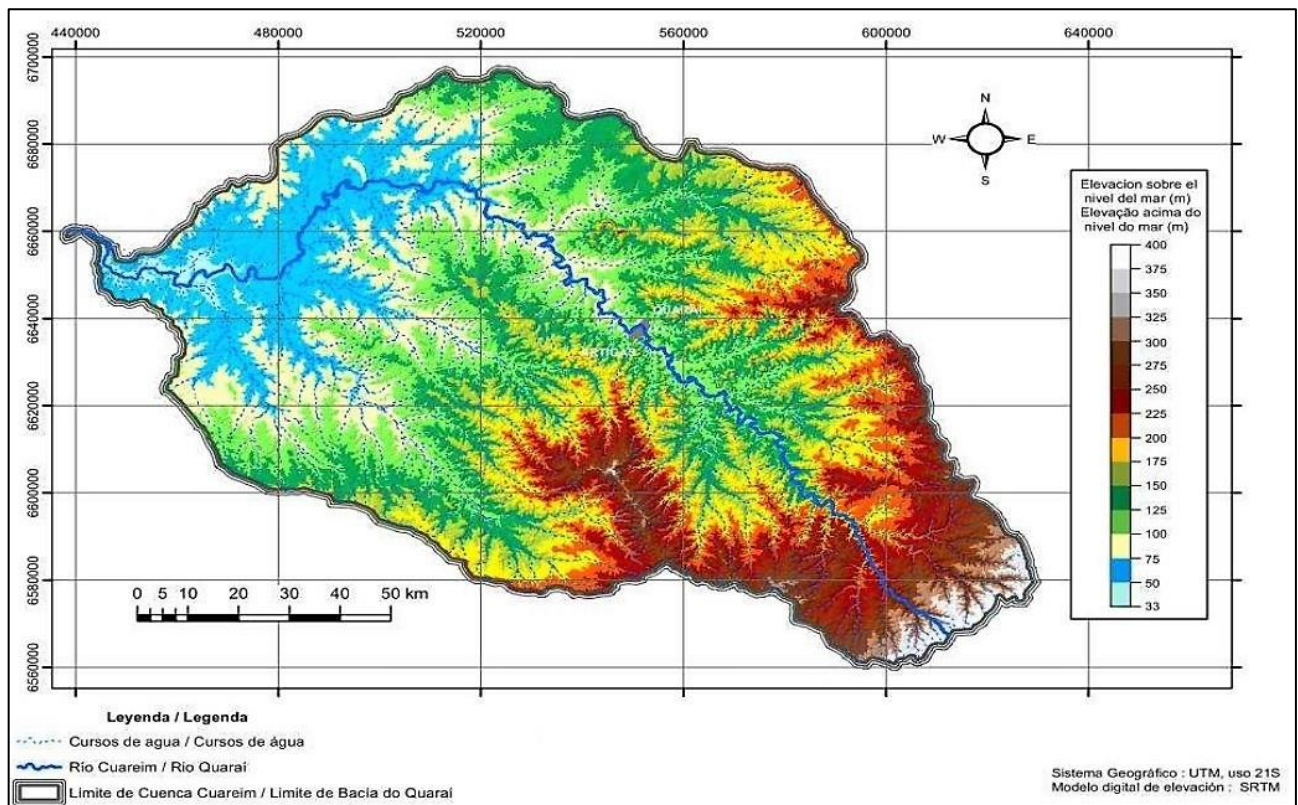 440000 480000 520000 560000 600000 640000
6700000
6680000
6660000
6640000
6620000
6600000
6580000
6560000
N
W E
S
ARTIGAS
0 10 20 30 40 50 km
Elevacion sobre el
nivel del mar (m)
Elevação acima do
nivel do mar (m)
400
375
350
325
300
275
250
225
200
175
150
125
100
75
50
33
Leyenda / Legenda
Cursos de agua / Cursos de água
Río Cuareim / Rio Quaraí
Limite de Cuenca Cuareim / Limite de Bacia do Quaraí
Sistema Geográfico : UTM, uso 21S
Modelo digital de elevación : SRTM